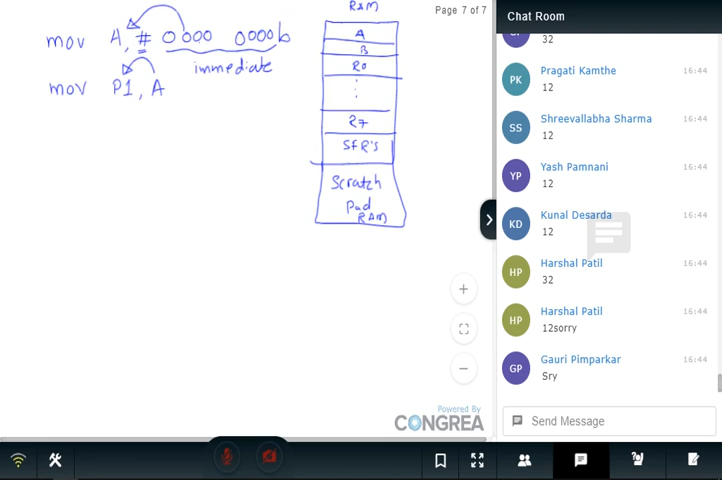 RAM
Page 7 of 7
mov A, # 0000 0000b
immediate
mov P1, A
A
B
R0
R7
SFR's
Scratch
Pad
RAM
Powered By
CONGREA
Chat Room
32
PK
Pragati Kamthe
16:44
12
SS
Shreevallabha Sharma
16:44
12
YP
Yash Pamnani
16:44
12
KD
Kunal Desarda
16:44
12
HP
Harshal Patil
16:44
32
HP
Harshal Patil
16:44
12sorry
GP
Gauri Pimparkar
16:44
Sry
Send Message